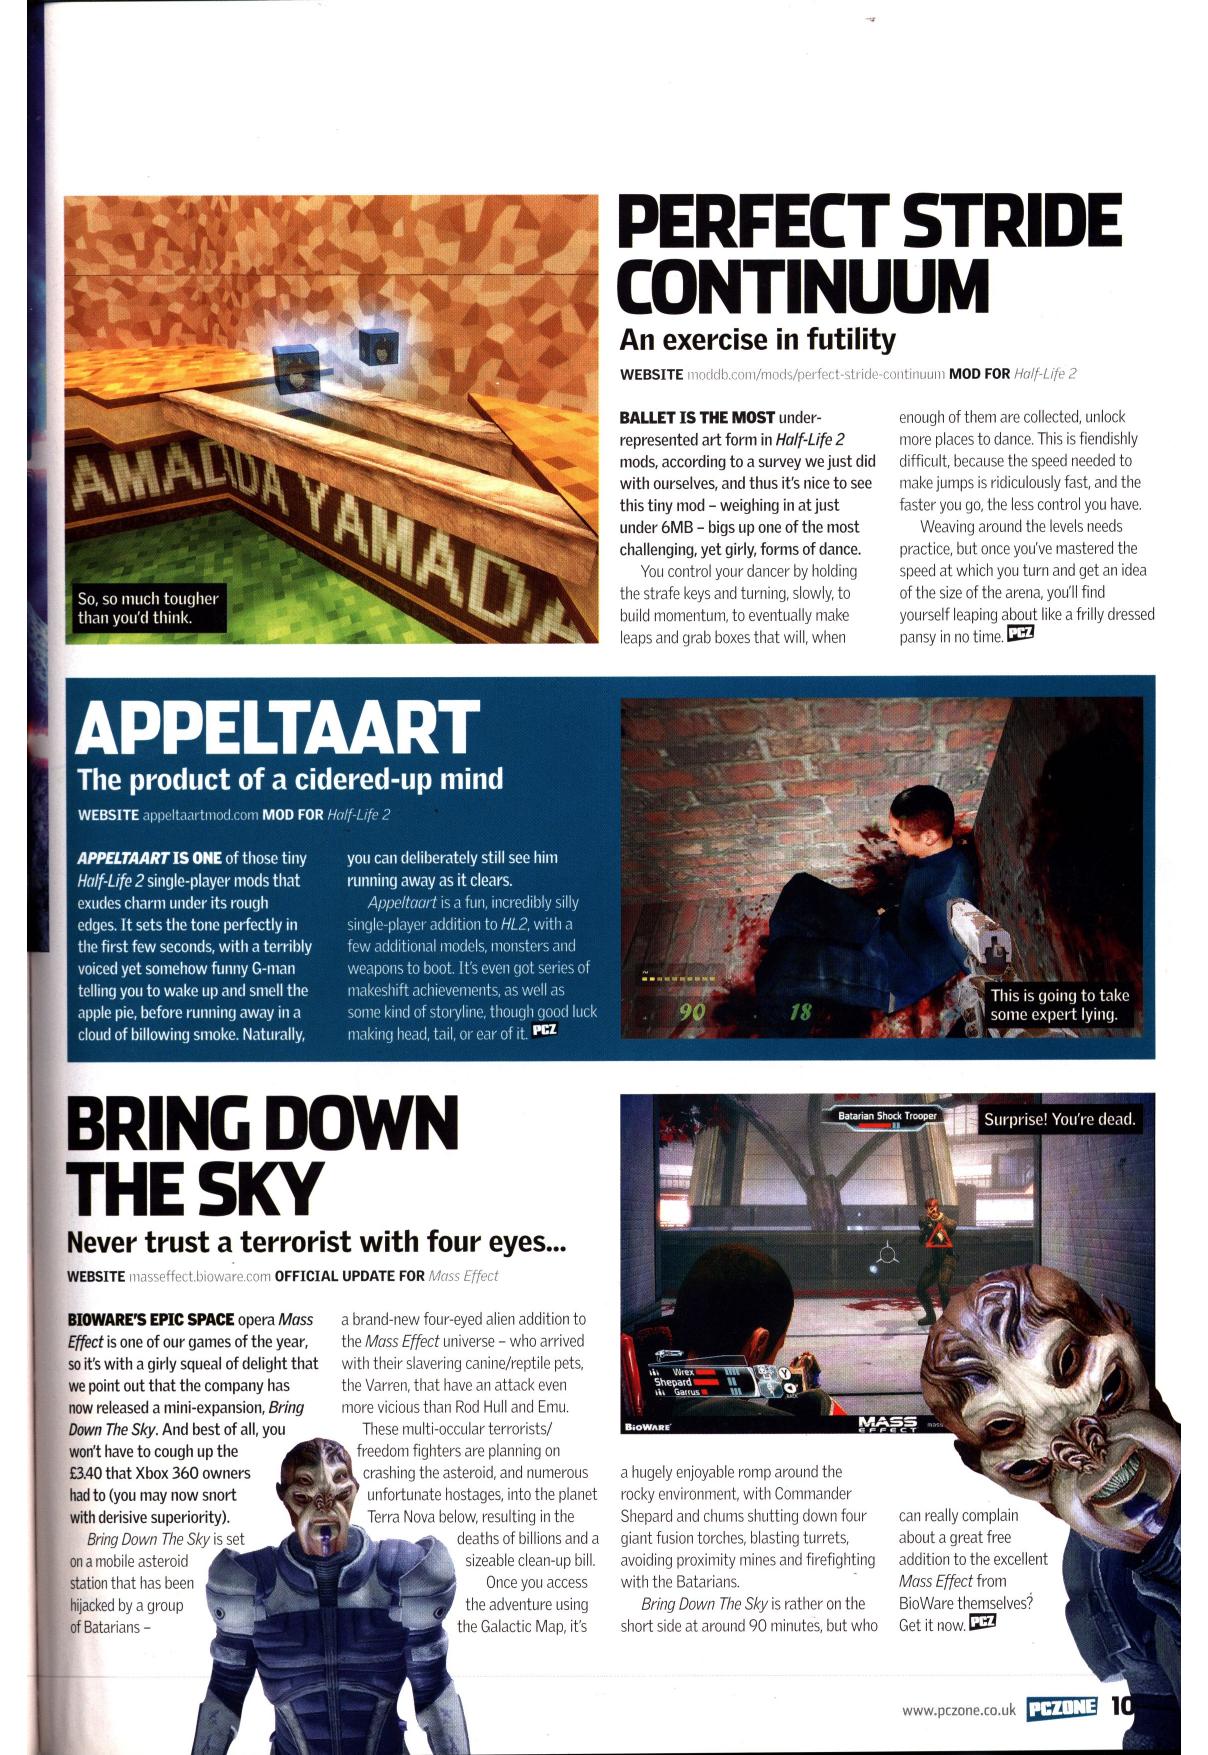 PERFECT STRIDE
CONTINUUM
An exercise in futility
WEBSITE moddb.com/mods/perfect-stride-continuum MOD FOR Half-Life 2
AMADADA YAMADA
So, so much tougher
than you'd think.
BALLET IS THE MOST under-
represented art form in Half-Life 2
mods, according to a survey we just did
with ourselves, and thus it's nice to see
this tiny mod – weighing in at just
under 6MB – bigs up one of the most
challenging, yet girly, forms of dance.
You control your dancer by holding
the strafe keys and turning, slowly, to
build momentum, to eventually make
leaps and grab boxes that will, when
enough of them are collected, unlock
more places to dance. This is fiendishly
difficult, because the speed needed to
make jumps is ridiculously fast, and the
faster you go, the less control you have.
Weaving around the levels needs
practice, but once you've mastered the
speed at which you turn and get an idea
of the size of the arena, you'll find
yourself leaping about like a frilly dressed
pansy in no time. PCZ
APPELTAART
The product of a cidered-up mind
WEBSITE appeltaartmod.com MOD FOR Half-Life 2
APPELTAART IS ONE of those tiny
Half-Life 2 single-player mods that
exudes charm under its rough
edges. It sets the tone perfectly in
the first few seconds, with a terribly
voiced yet somehow funny G-man
telling you to wake up and smell the
apple pie, before running away in a
cloud of billowing smoke. Naturally,
you can deliberately still see him
running away as it clears.
Appeltaart is a fun, incredibly silly
single-player addition to HL2, with a
few additional models, monsters and
weapons to boot. It's even got series of
makeshift achievements, as well as
some kind of storyline, though good luck
making head, tail, or ear of it. PCZ
90
18
This is going to take
some expert lying.
BRING DOWN
THE SKY
Never trust a terrorist with four eyes...
WEBSITE masseffect.bioware.com OFFICIAL UPDATE FOR Mass Effect
BIOWARE'S EPIC SPACE opera Mass
Effect is one of our games of the year,
so it's with a girly squeal of delight that
we point out that the company has
now released a mini-expansion, Bring
Down The Sky. And best of all, you
won't have to cough up the
£3.40 that Xbox 360 owners
had to (you may now snort
with derisive superiority).
Bring Down The Sky is set
on a mobile asteroid
station that has been
hijacked by a group
of Batarians –
a brand-new four-eyed alien addition to
the Mass Effect universe – who arrived
with their slavering canine/reptile pets,
the Varren, that have an attack even
more vicious than Rod Hull and Emu.
These multi-occular terrorists/
freedom fighters are planning on
crashing the asteroid, and numerous
unfortunate hostages, into the planet
Terra Nova below, resulting in the
deaths of billions and a
sizeable clean-up bill.
Once you access
the adventure using
the Galactic Map, it's
Batarian Shock Trooper
Surprise! You're dead.
Wrex
Shepard
Garrus
Y
BACK
BIOWARE
MASS
EFFECT
mass
a hugely enjoyable romp around the
rocky environment, with Commander
Shepard and chums shutting down four
giant fusion torches, blasting turrets,
avoiding proximity mines and firefighting
with the Batarians.
Bring Down The Sky is rather on the
short side at around 90 minutes, but who
can really complain
about a great free
addition to the excellent
Mass Effect from
BioWare themselves?
Get it now. PCZ
www.pczone.co.uk PCZONE 10